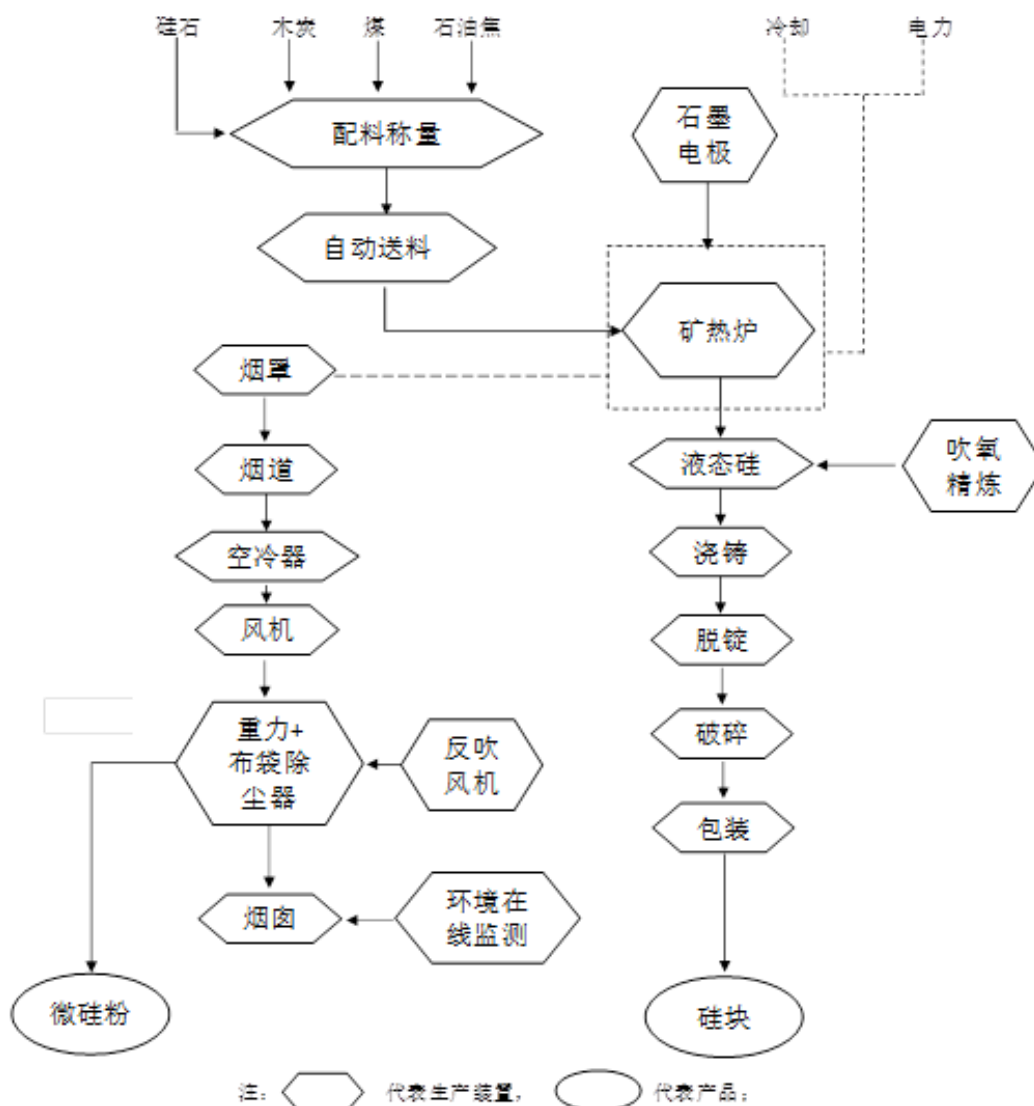 硅石 木炭 煤 石油焦 冷却 电力
配料称量
石墨
电极
自动送料
矿热炉
烟罩
液态硅
吹氧
精炼
烟道
空冷器
浇铸
风机
脱锭
重力+
布袋除
尘器
反吹
风机
破碎
包装
烟囱
环境在
线监测
微硅粉
硅块
注: 代表生产装置, 代表产品;